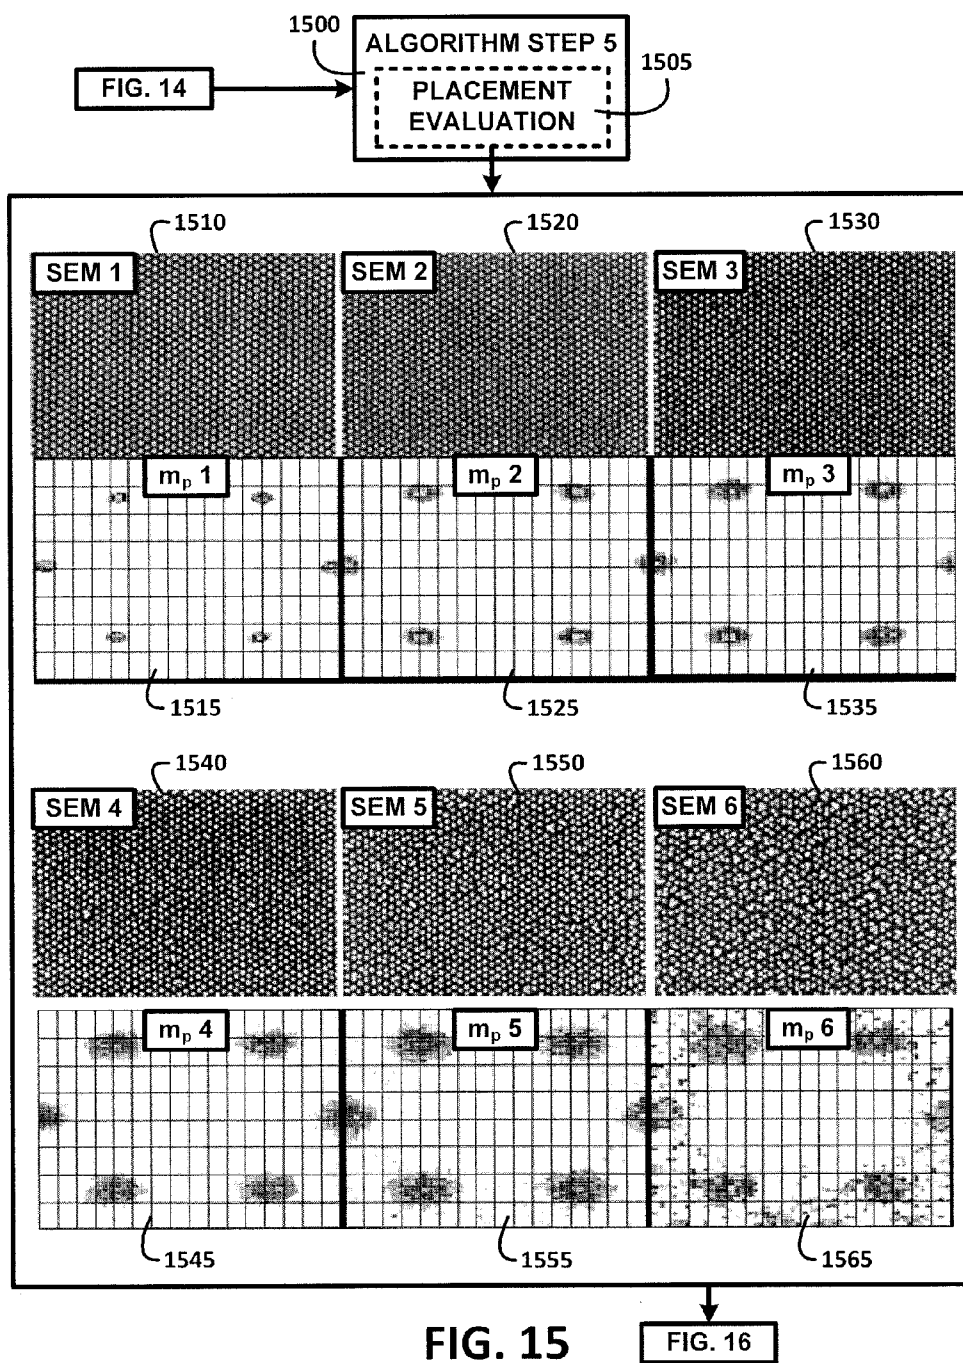 1500
ALGORITHM STEP 5
1505
FIG. 14
PLACEMENT
EVALUATION
1510
1520
1530
SEM 1
SEM 2
SEM 3
mp 1
mp 2
mp 3
1515
1525
1535
1540
1550
1560
SEM 4
SEM 5
SEM 6
mp 4
mp 5
mp 6
1545
1555
1565
FIG. 15
FIG. 16